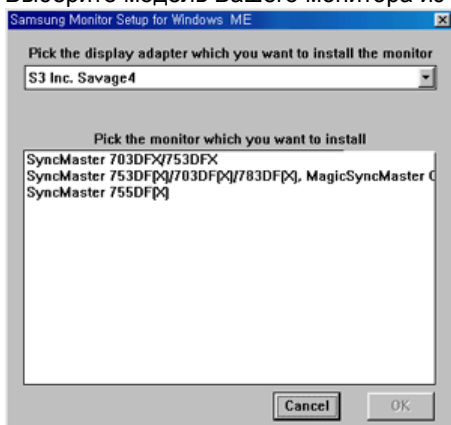 Выберите модель Вашего монитора из
Samsung Monitor Setup for Windows ME
Pick the display adapter which you want to install the monitor
S3 Inc. Savage4
Pick the monitor which you want to install
SyncMaster 703DFX/753DFX
SyncMaster 753DF[X]/703DF[X]/783DF[X], MagicSyncMaster
SyncMaster 755DF[X]
Cancel
OK